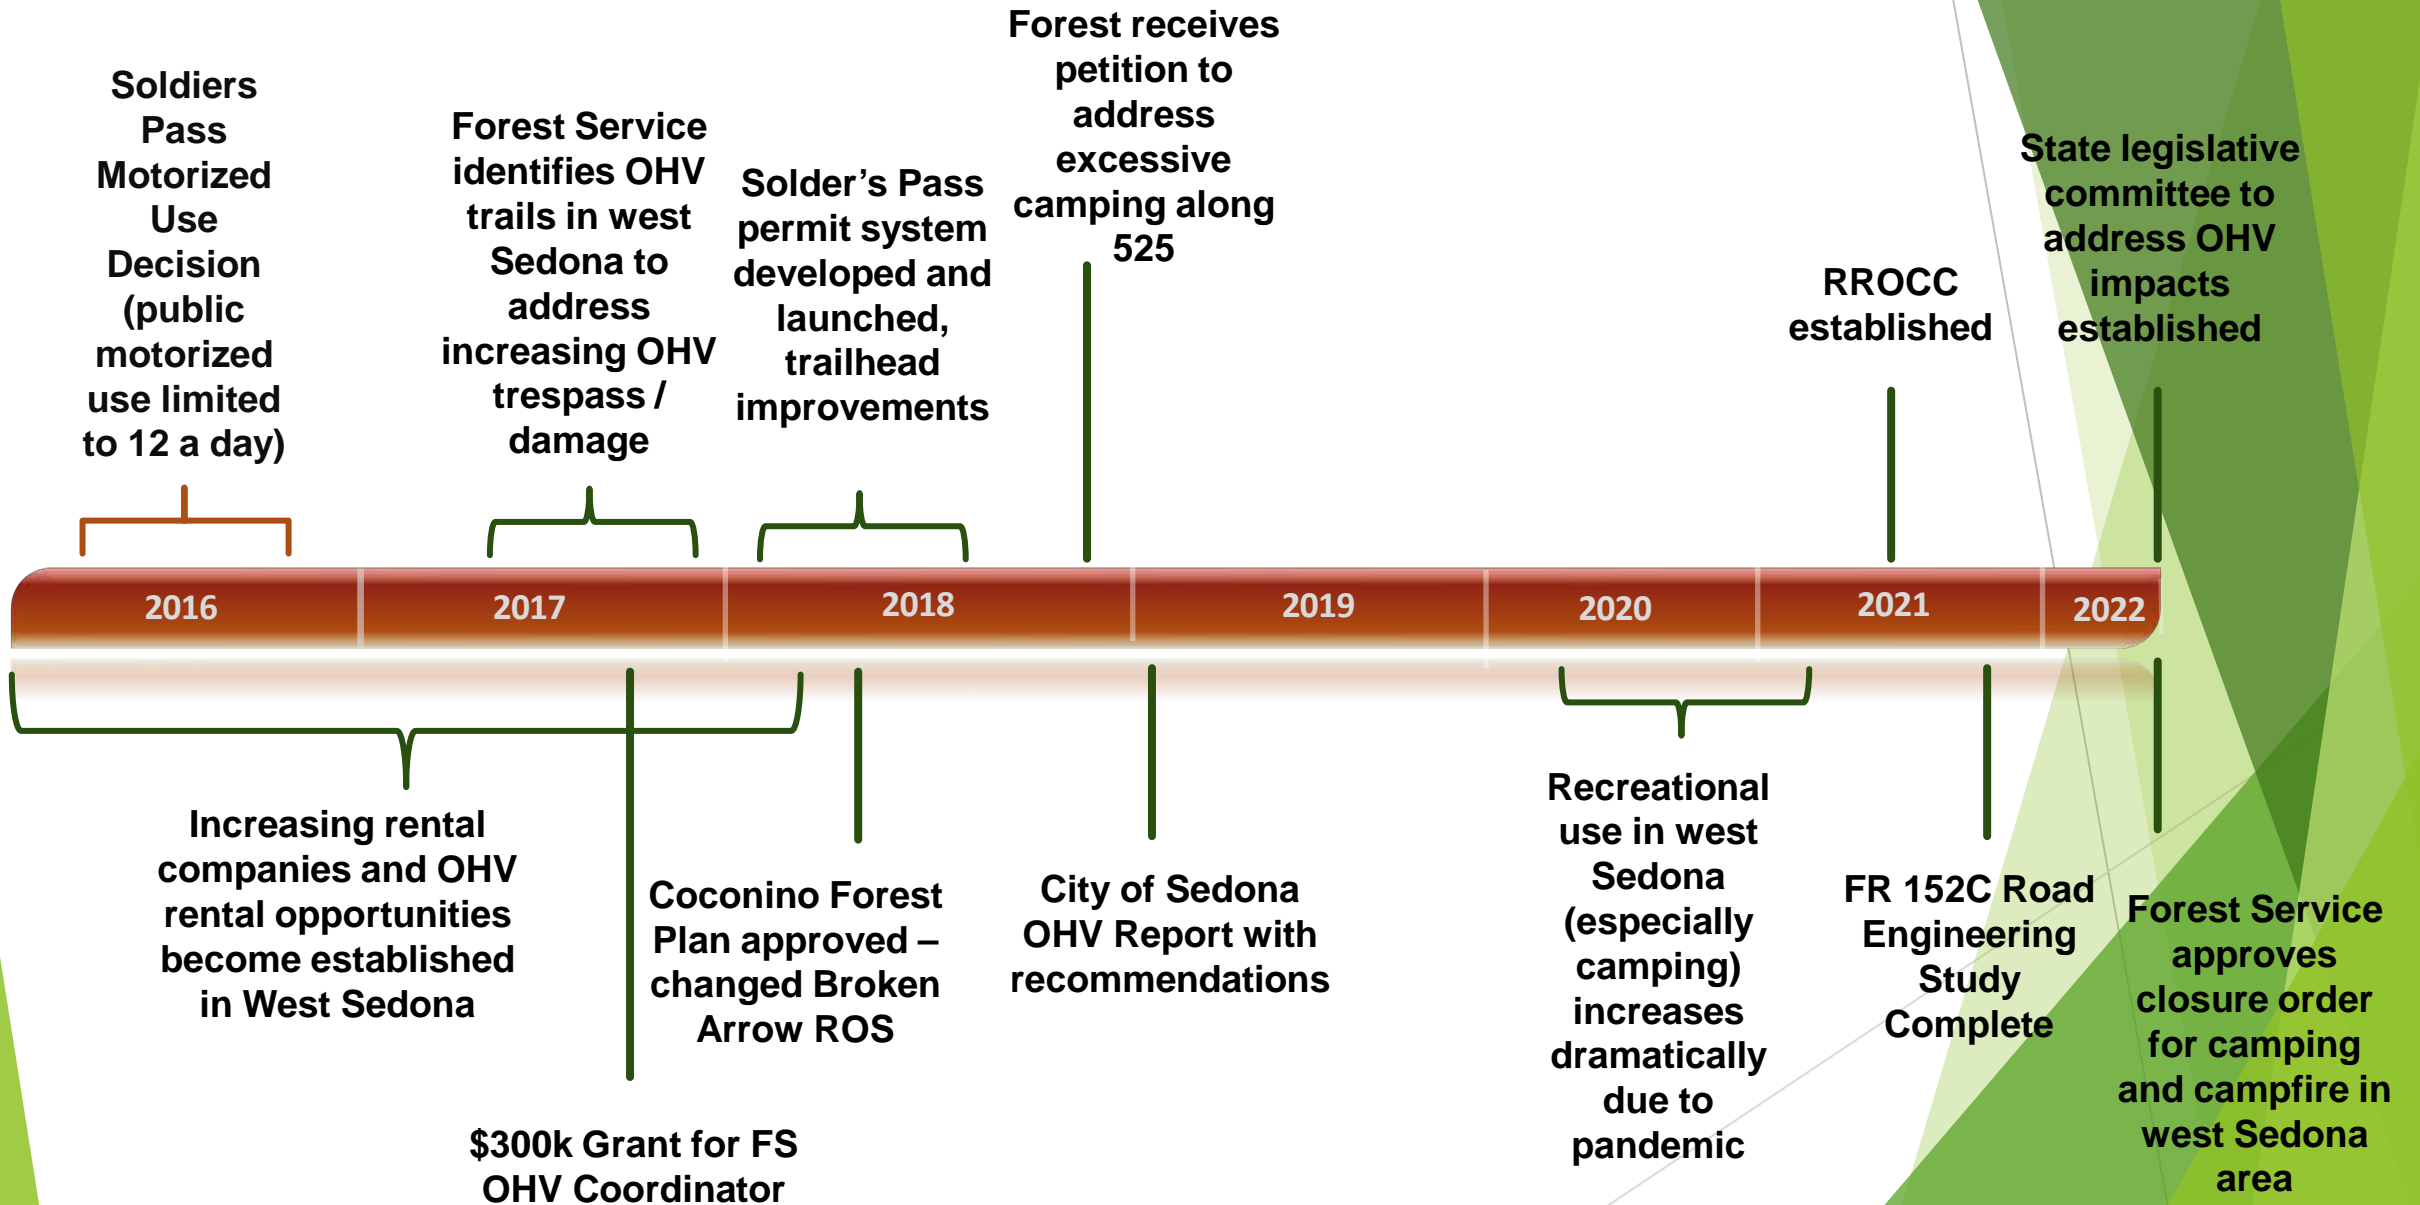 Soldiers
Pass
Motorized
Use
Decision
(public
motorized
use limited
to 12 a day)
Forest Service
identifies OHV
trails in west
Sedona to
address
increasing OHV
trespass /
damage
Solder’s Pass
permit system
developed and
launched,
trailhead
improvements
Forest receives
petition to
address
excessive
camping along
525
RROCC
established
State legislative
committee to
address OHV
impacts
established
2016
2017
2018
2019
2020
2021
2022
Increasing rental
companies and OHV
rental opportunities
become established
in West Sedona
$300k Grant for FS
OHV Coordinator
Coconino Forest
Plan approved –
changed Broken
Arrow ROS
City of Sedona
OHV Report with
recommendations
Recreational
use in west
Sedona
(especially
camping)
increases
dramatically
due to
pandemic
FR 152C Road
Engineering
Study
Complete
Forest Service
approves
closure order
for camping
and campfire in
west Sedona
area